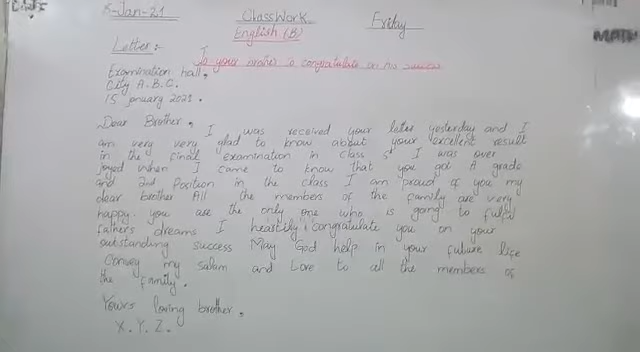 8-Jan-21 ClassWork Friday
English (B)
Letter:-
To your brother to congratulate on his success
Examination hall,
City A.B.C.
15 january 2021.
Dear Brother, I was received your letter yesterday and I
am very very glad to know about your excellent result
in the final examination in class 5th I was over
joyed when I came to know that you got A grade
and 2nd Position in the class I am proud of you my
dear brother All the members of the family are very
happy. you are the only one who is going to fulfil
fathers dreams I heartily congratulate you on your
outstanding success May God help in your future life
Convey my salam and Love to all the members of
the family.
Yours loving brother,
X.Y.Z.